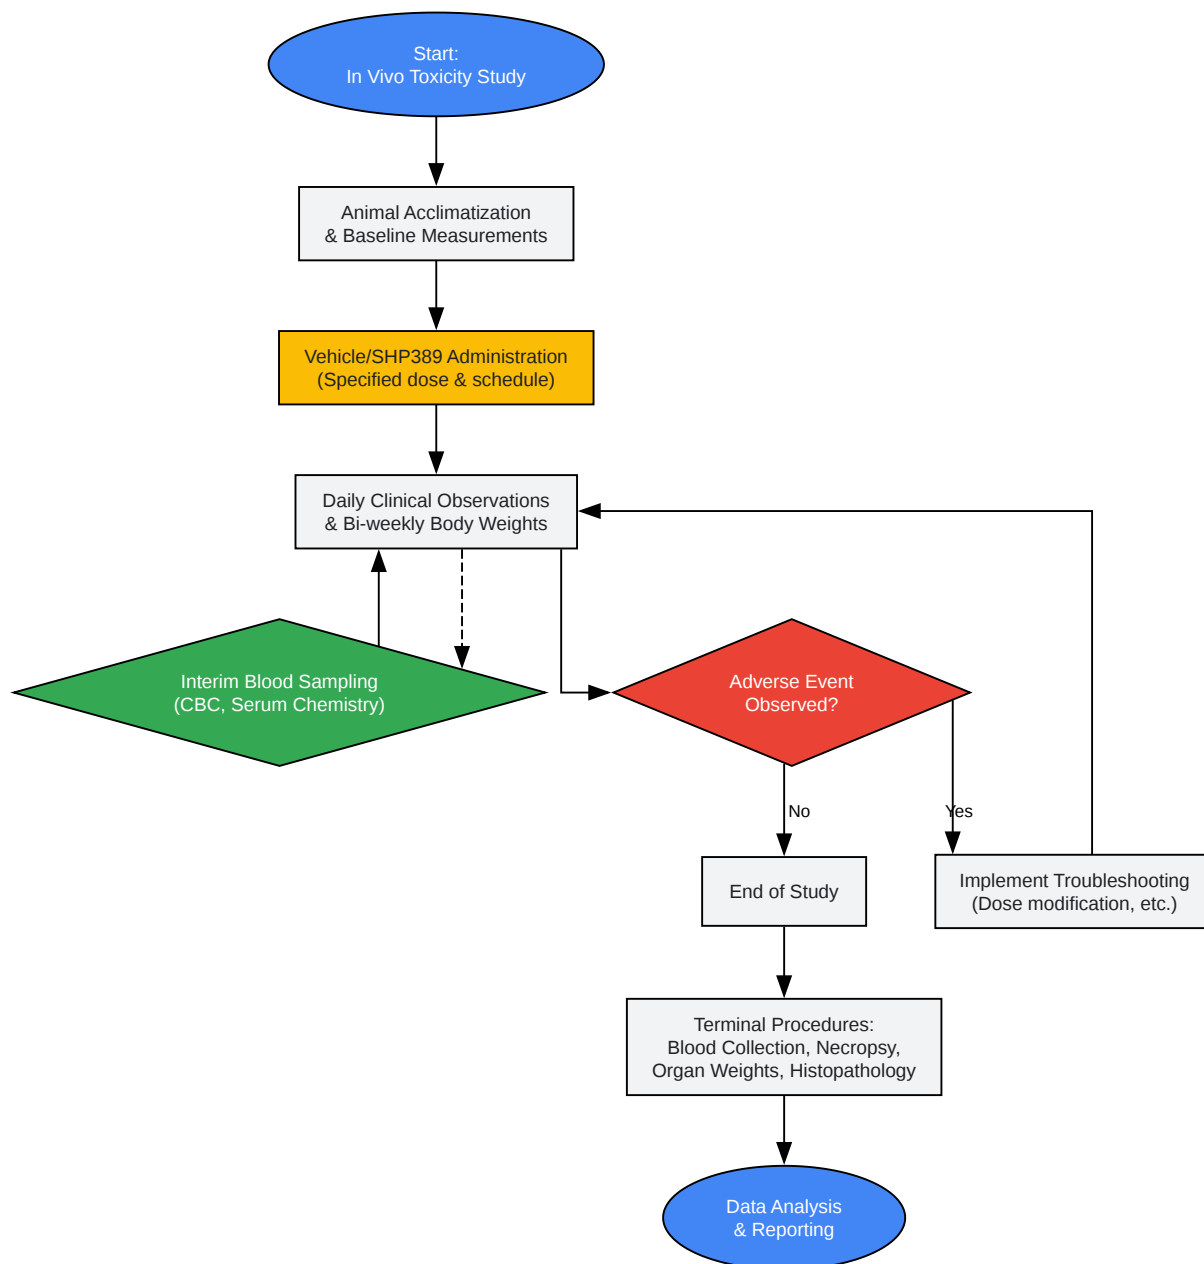 Start:
In Vivo Toxicity Study
Animal Acclimatization
& Baseline Measurements
Vehicle/SHP389 Administration
(Specified dose & schedule)
Daily Clinical Observations
& Bi-weekly Body Weights
Interim Blood Sampling
(CBC, Serum Chemistry)
Adverse Event
Observed?
No
Yes
End of Study
Implement Troubleshooting
(Dose modification, etc.)
Terminal Procedures:
Blood Collection, Necropsy,
Organ Weights, Histopathology
Data Analysis
& Reporting